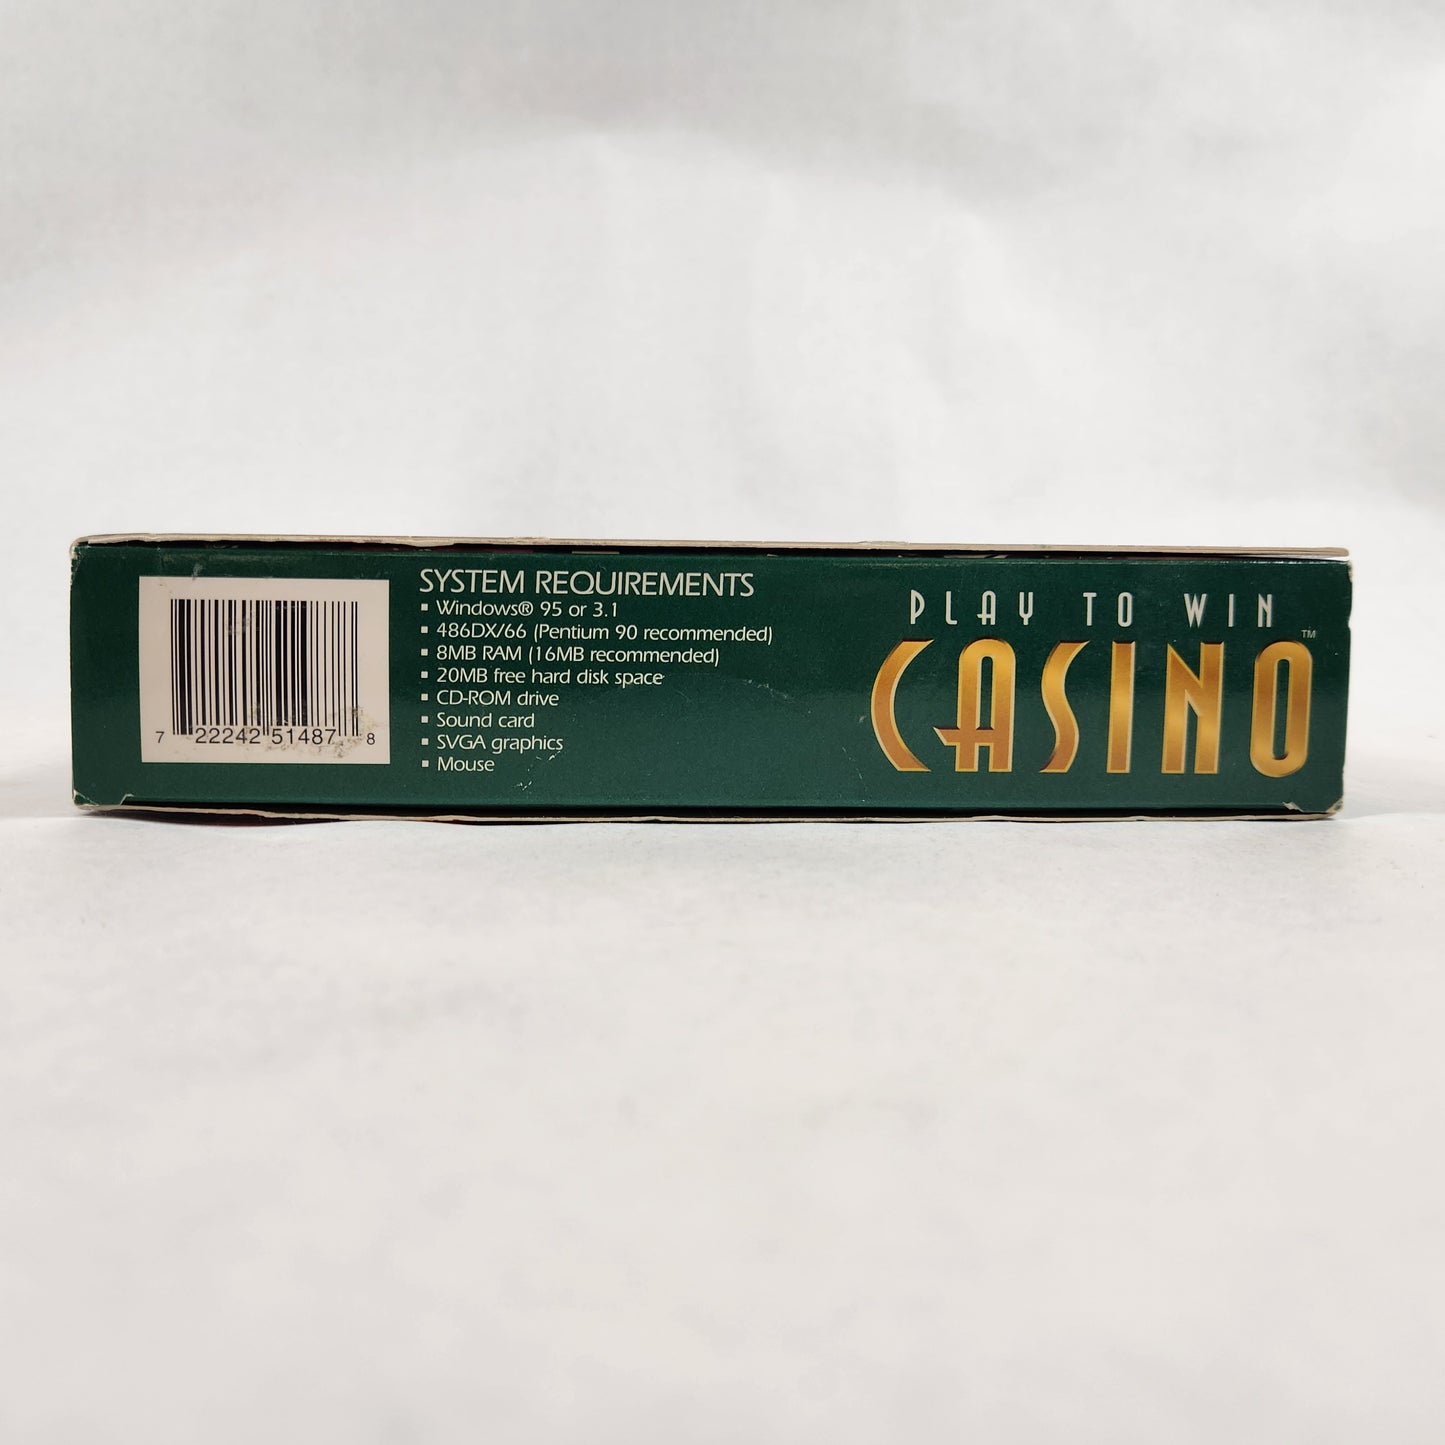 7 22242 51487 8
SYSTEM REQUIREMENTS
▪ Windows® 95 or 3.1
▪ 486DX/66 (Pentium 90 recommended)
▪ 8MB RAM (16MB recommended)
▪ 20MB free hard disk space
▪ CD-ROM drive
▪ Sound card
▪ SVGA graphics
▪ Mouse
PLAY TO WIN
CASINO™